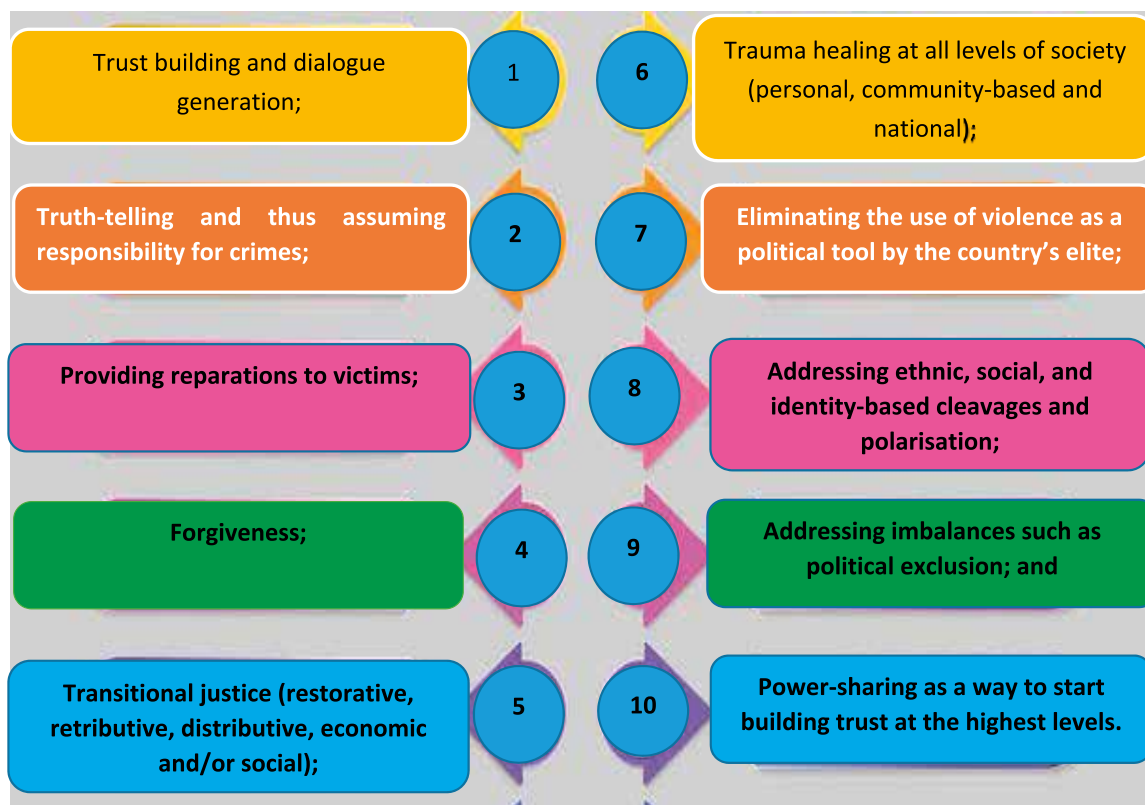 1
Trust building and dialogue
generation;
2
Truth-telling and thus assuming
responsibility for crimes;
3
Providing reparations to victims;
4
Forgiveness;
5
Transitional justice (restorative,
retributive, distributive, economic
and/or social);
6
Trauma healing at all levels of society
(personal, community-based and
national);
7
Eliminating the use of violence as a
political tool by the country’s elite;
8
Addressing ethnic, social, and
identity-based cleavages and
polarisation;
9
Addressing imbalances such as
political exclusion; and
10
Power-sharing as a way to start
building trust at the highest levels.